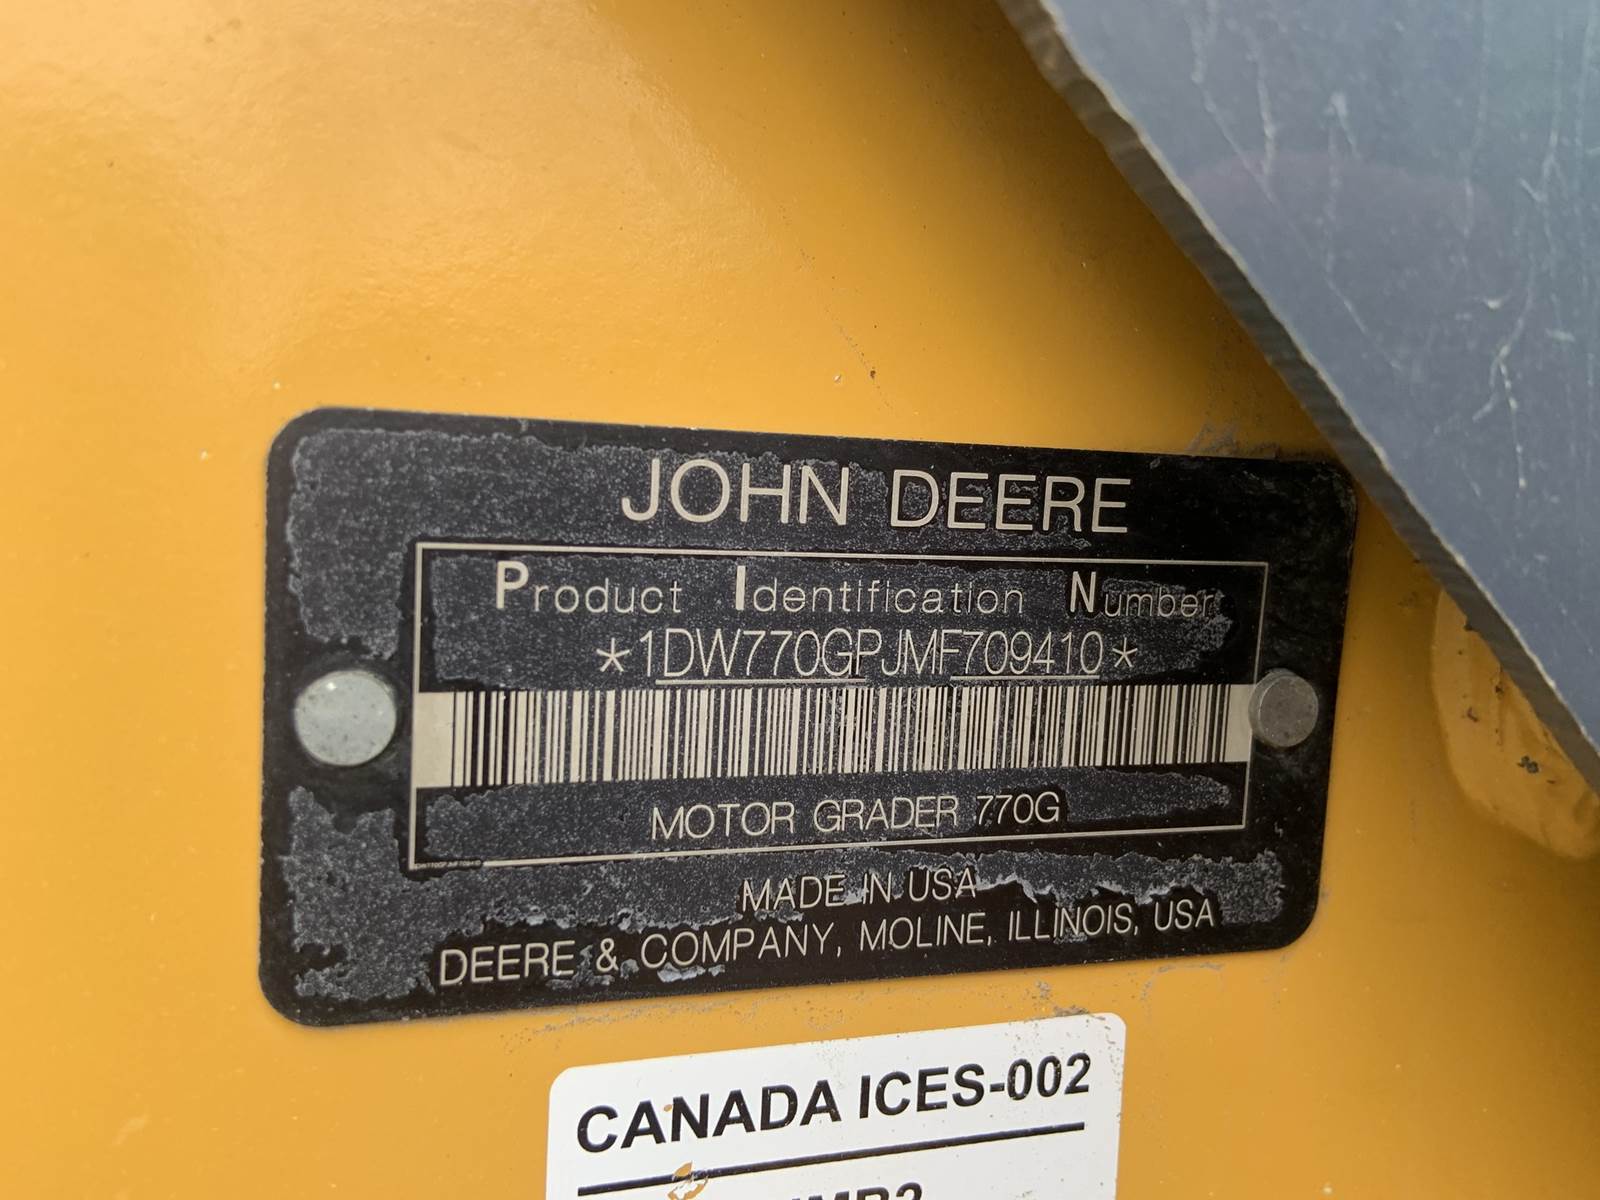 JOHN DEERE
Product Identification Number
*1DW770GPJMF709410*
MOTOR GRADER 770G
MADE IN USA
DEERE & COMPANY, MOLINE, ILLINOIS, USA
CANADA ICES-002